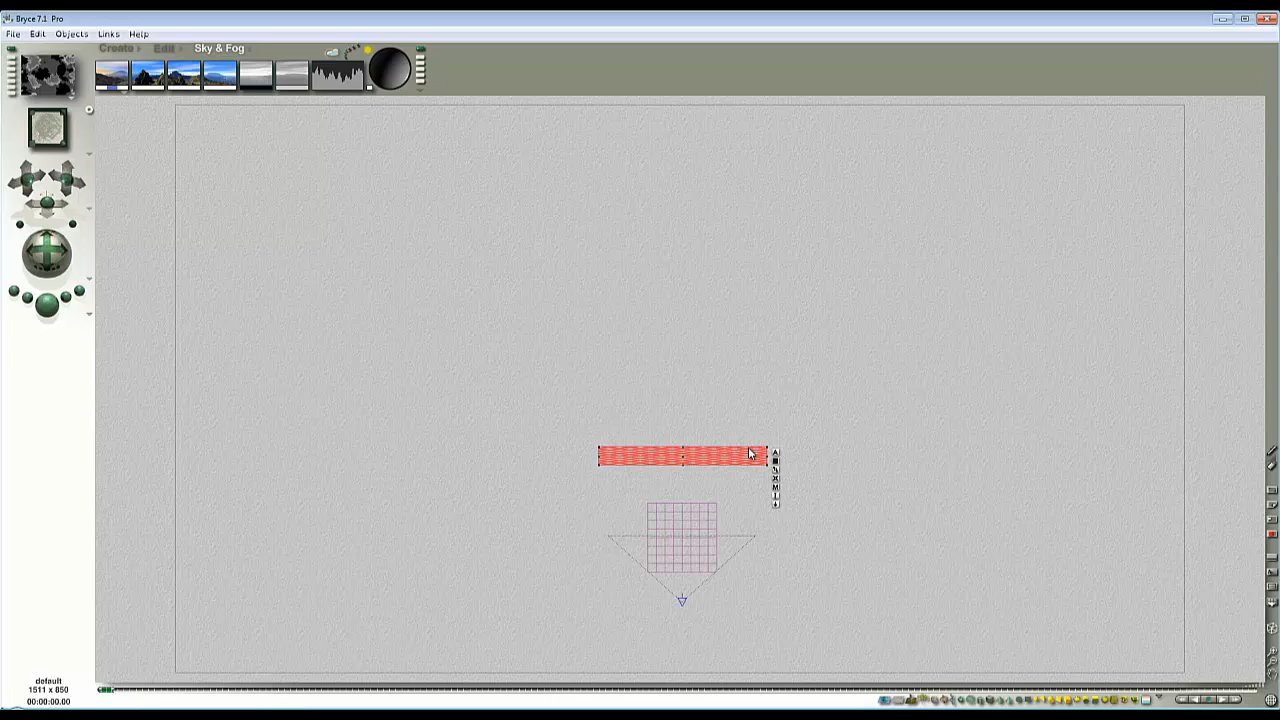 Bryce 7.1 Pro
File Edit Objects Links Help
Create Edit Sky & Fog
A
M
default
1511 x 850
00:00:00.00